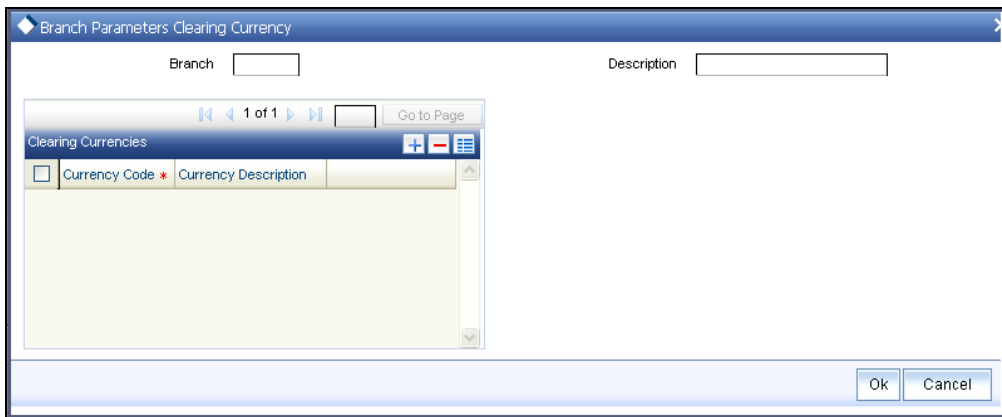 Branch Parameters Clearing Currency
Branch Description
1 of 1 Go to Page
Clearing Currencies
Currency Code * Currency Description
Ok Cancel